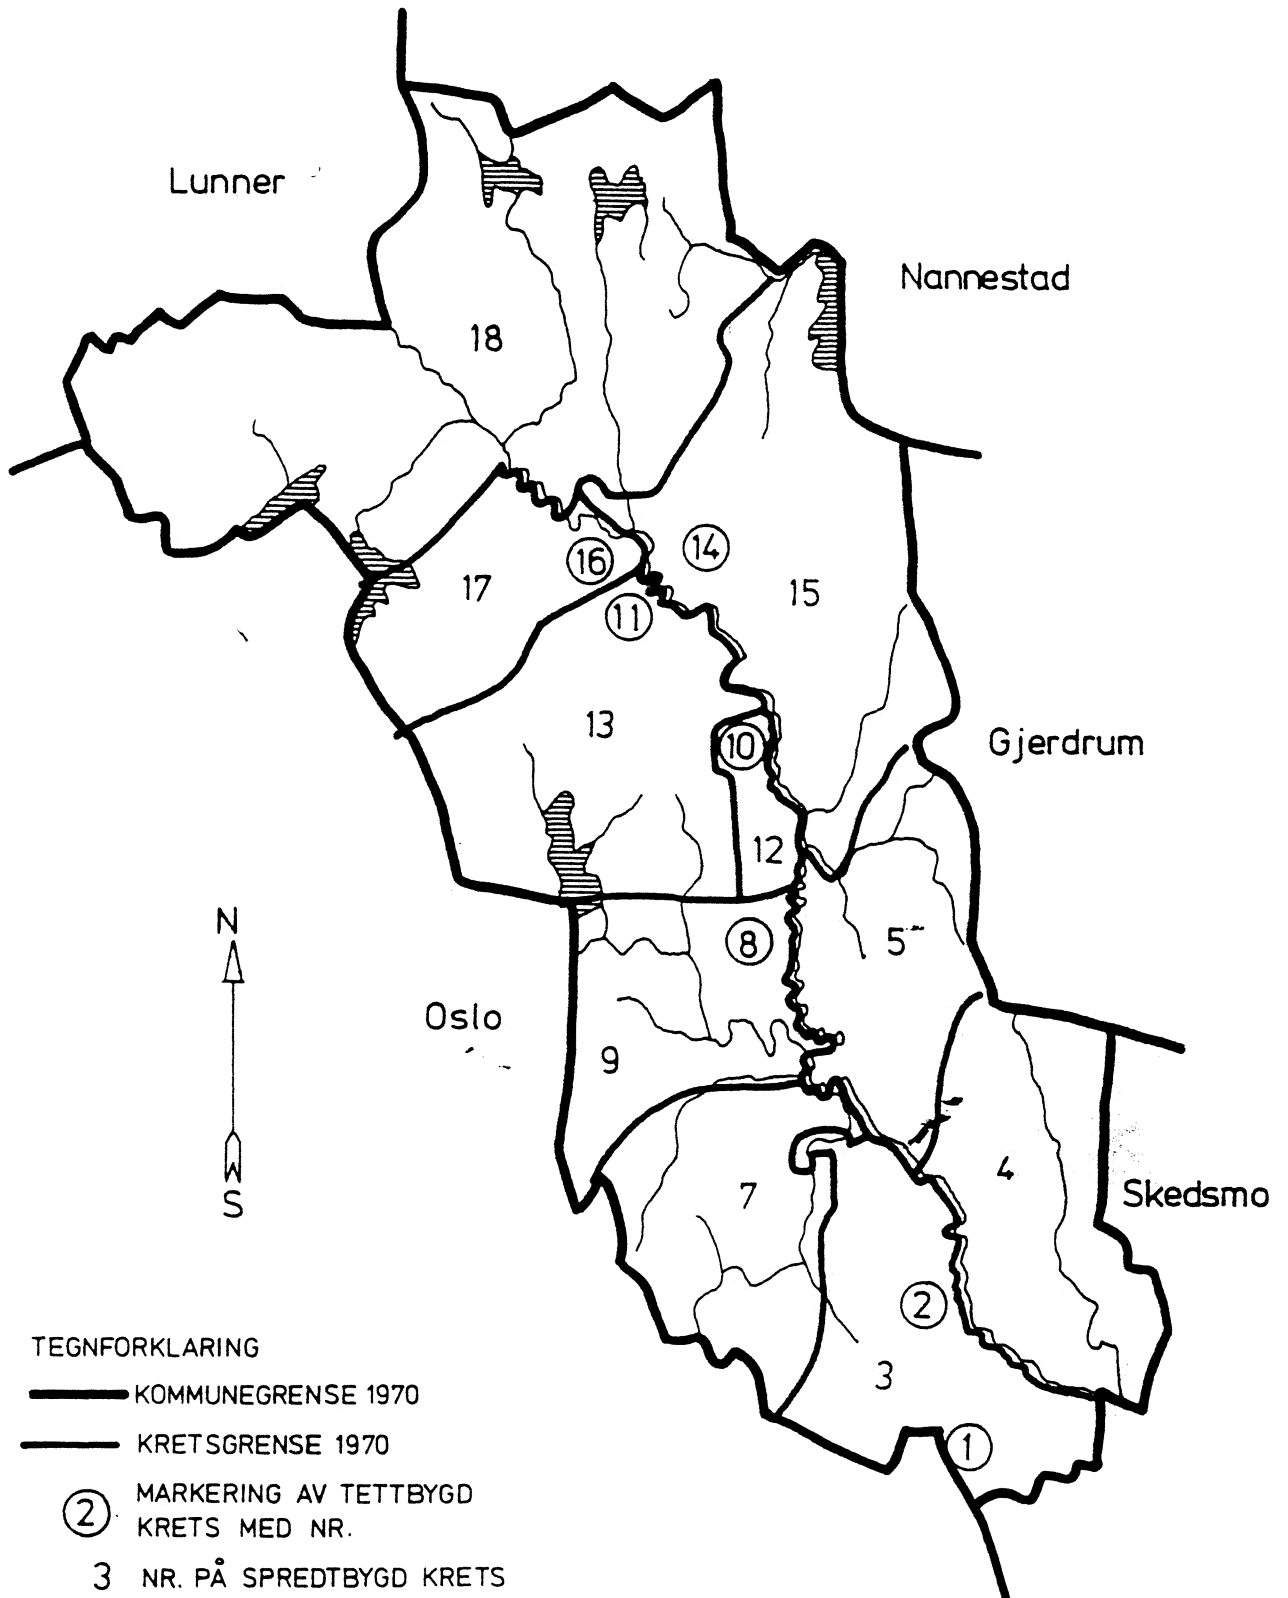 Lunner
Nannestad
18
14
16
17
15
11
13
10
Gjerdrum
12
N
8
5
Oslo
9
4
7
Skedsmo
S
2
TEGNFORKLARING
3
KOMMUNEGRENSE 1970
KRETSGRENSE 1970
1
2 MARKERING AV TETTBYGD
KRETS MED NR.
3 NR. PÅ SPREDTBYGD KRETS